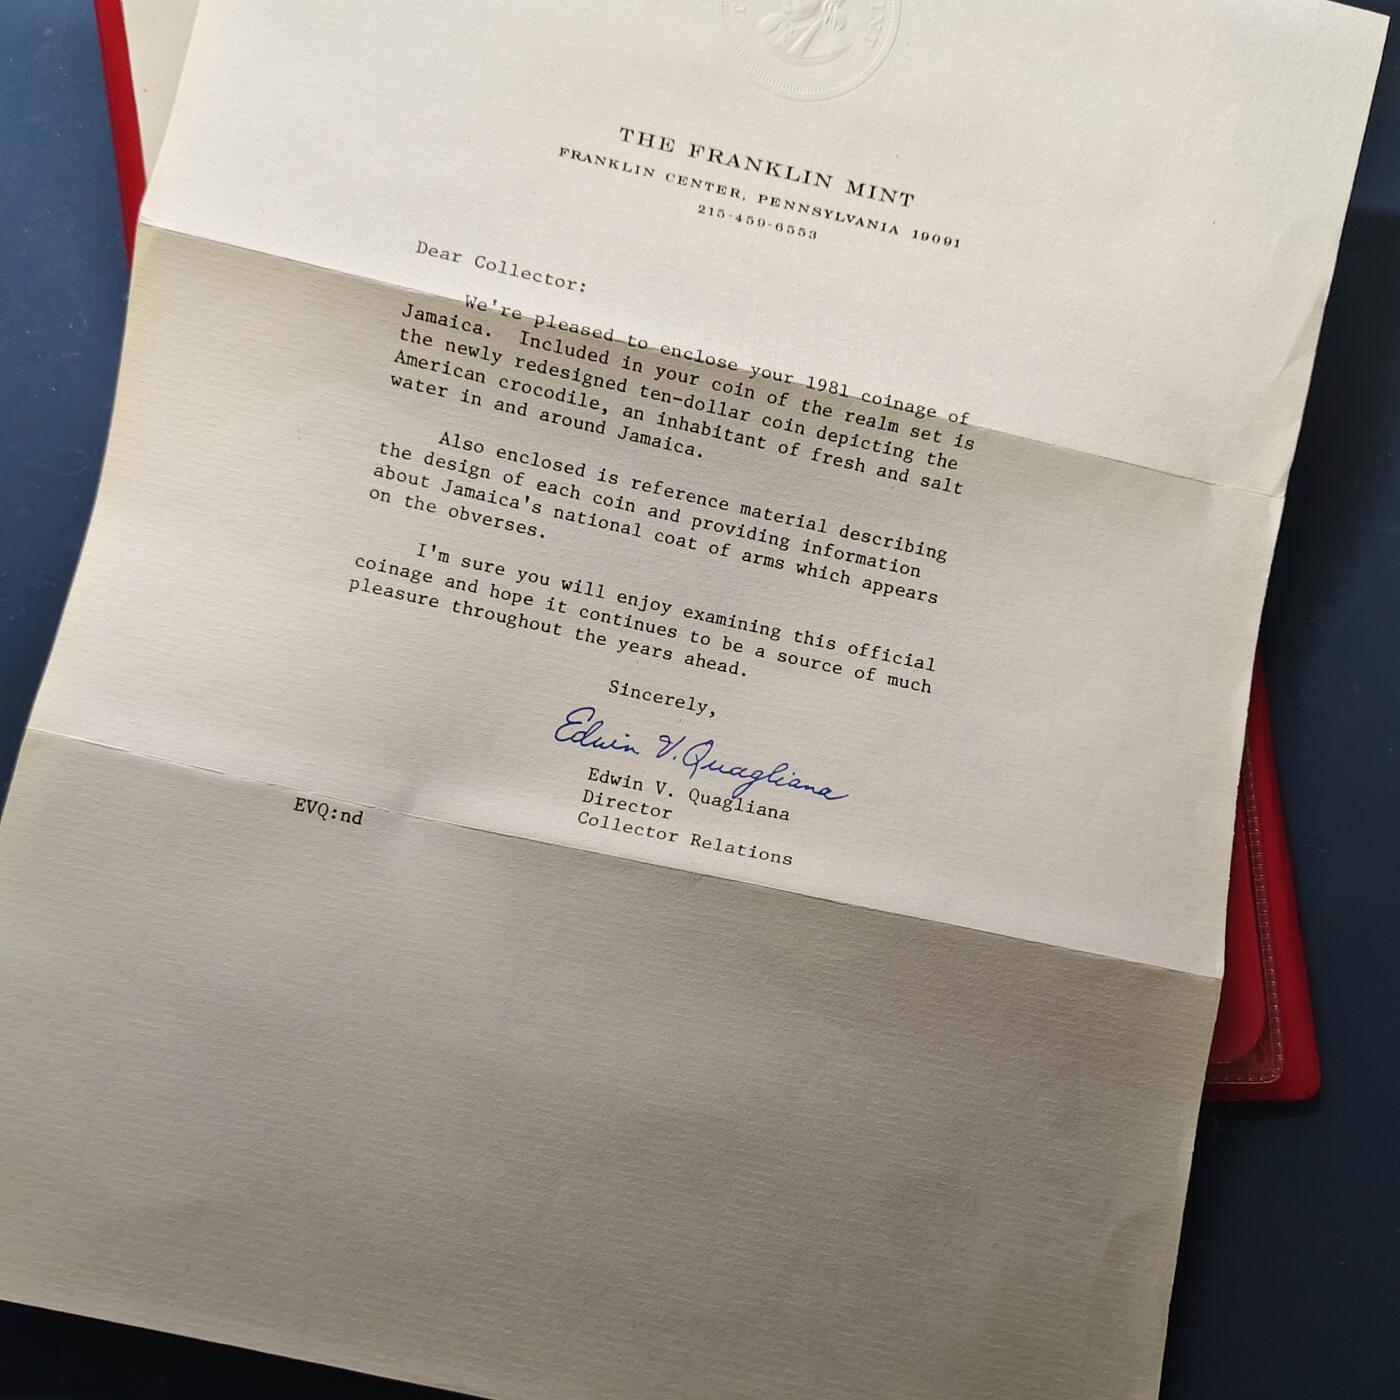 THE FRANKLIN MINT
FRANKLIN CENTER, PENNSYLVANIA 19091
215-459-6553
Dear Collector:
We're pleased to enclose your 1981 coinage of
Jamaica. Included in your coin of the realm set is
the newly redesigned ten-dollar coin depicting the
American crocodile, an inhabitant of fresh and salt
water in and around Jamaica.
Also enclosed is reference material describing
the design of each coin and providing information
about Jamaica's national coat of arms which appears
on the obverses.
I'm sure you will enjoy examining this official
coinage and hope it continues to be a source of much
pleasure throughout the years ahead.
Sincerely,
Edwin V. Quagliana
Edwin V. Quagliana
Director
Collector Relations
EVQ:nd